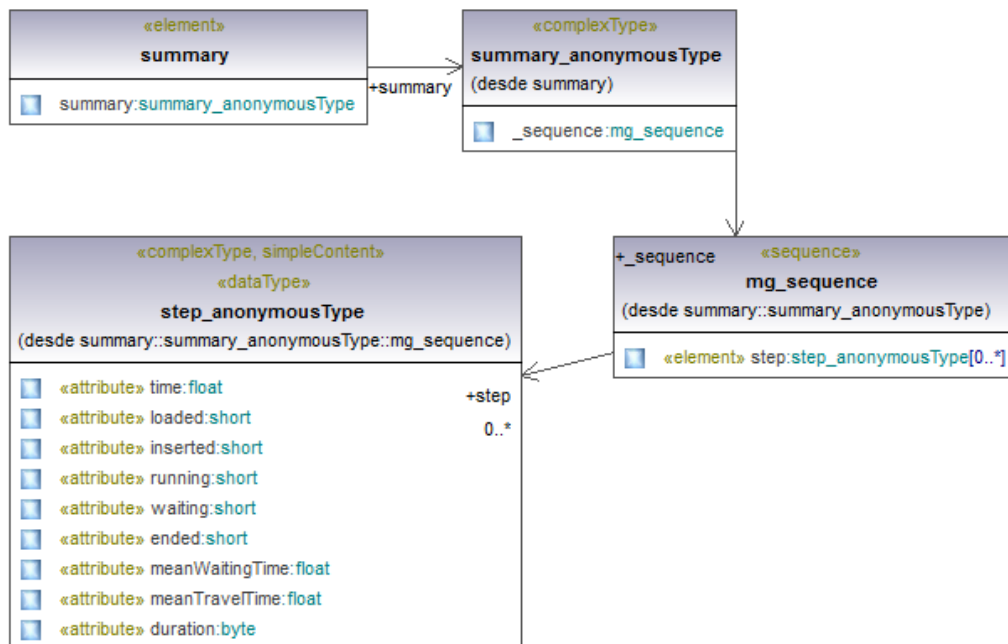 «element»
summary
summary:summary_anonymousType
+summary
«complexType»
summary_anonymousType
(desde summary)
_sequence:mg_sequence
+_sequence
«sequence»
mg_sequence
(desde summary::summary_anonymousType)
«element» step:step_anonymousType[0..*]
+step
0..*
«complexType, simpleContent»
«dataType»
step_anonymousType
(desde summary::summary_anonymousType::mg_sequence)
«attribute» time:float
«attribute» loaded:short
«attribute» inserted:short
«attribute» running:short
«attribute» waiting:short
«attribute» ended:short
«attribute» meanWaitingTime:float
«attribute» meanTravelTime:float
«attribute» duration:byte